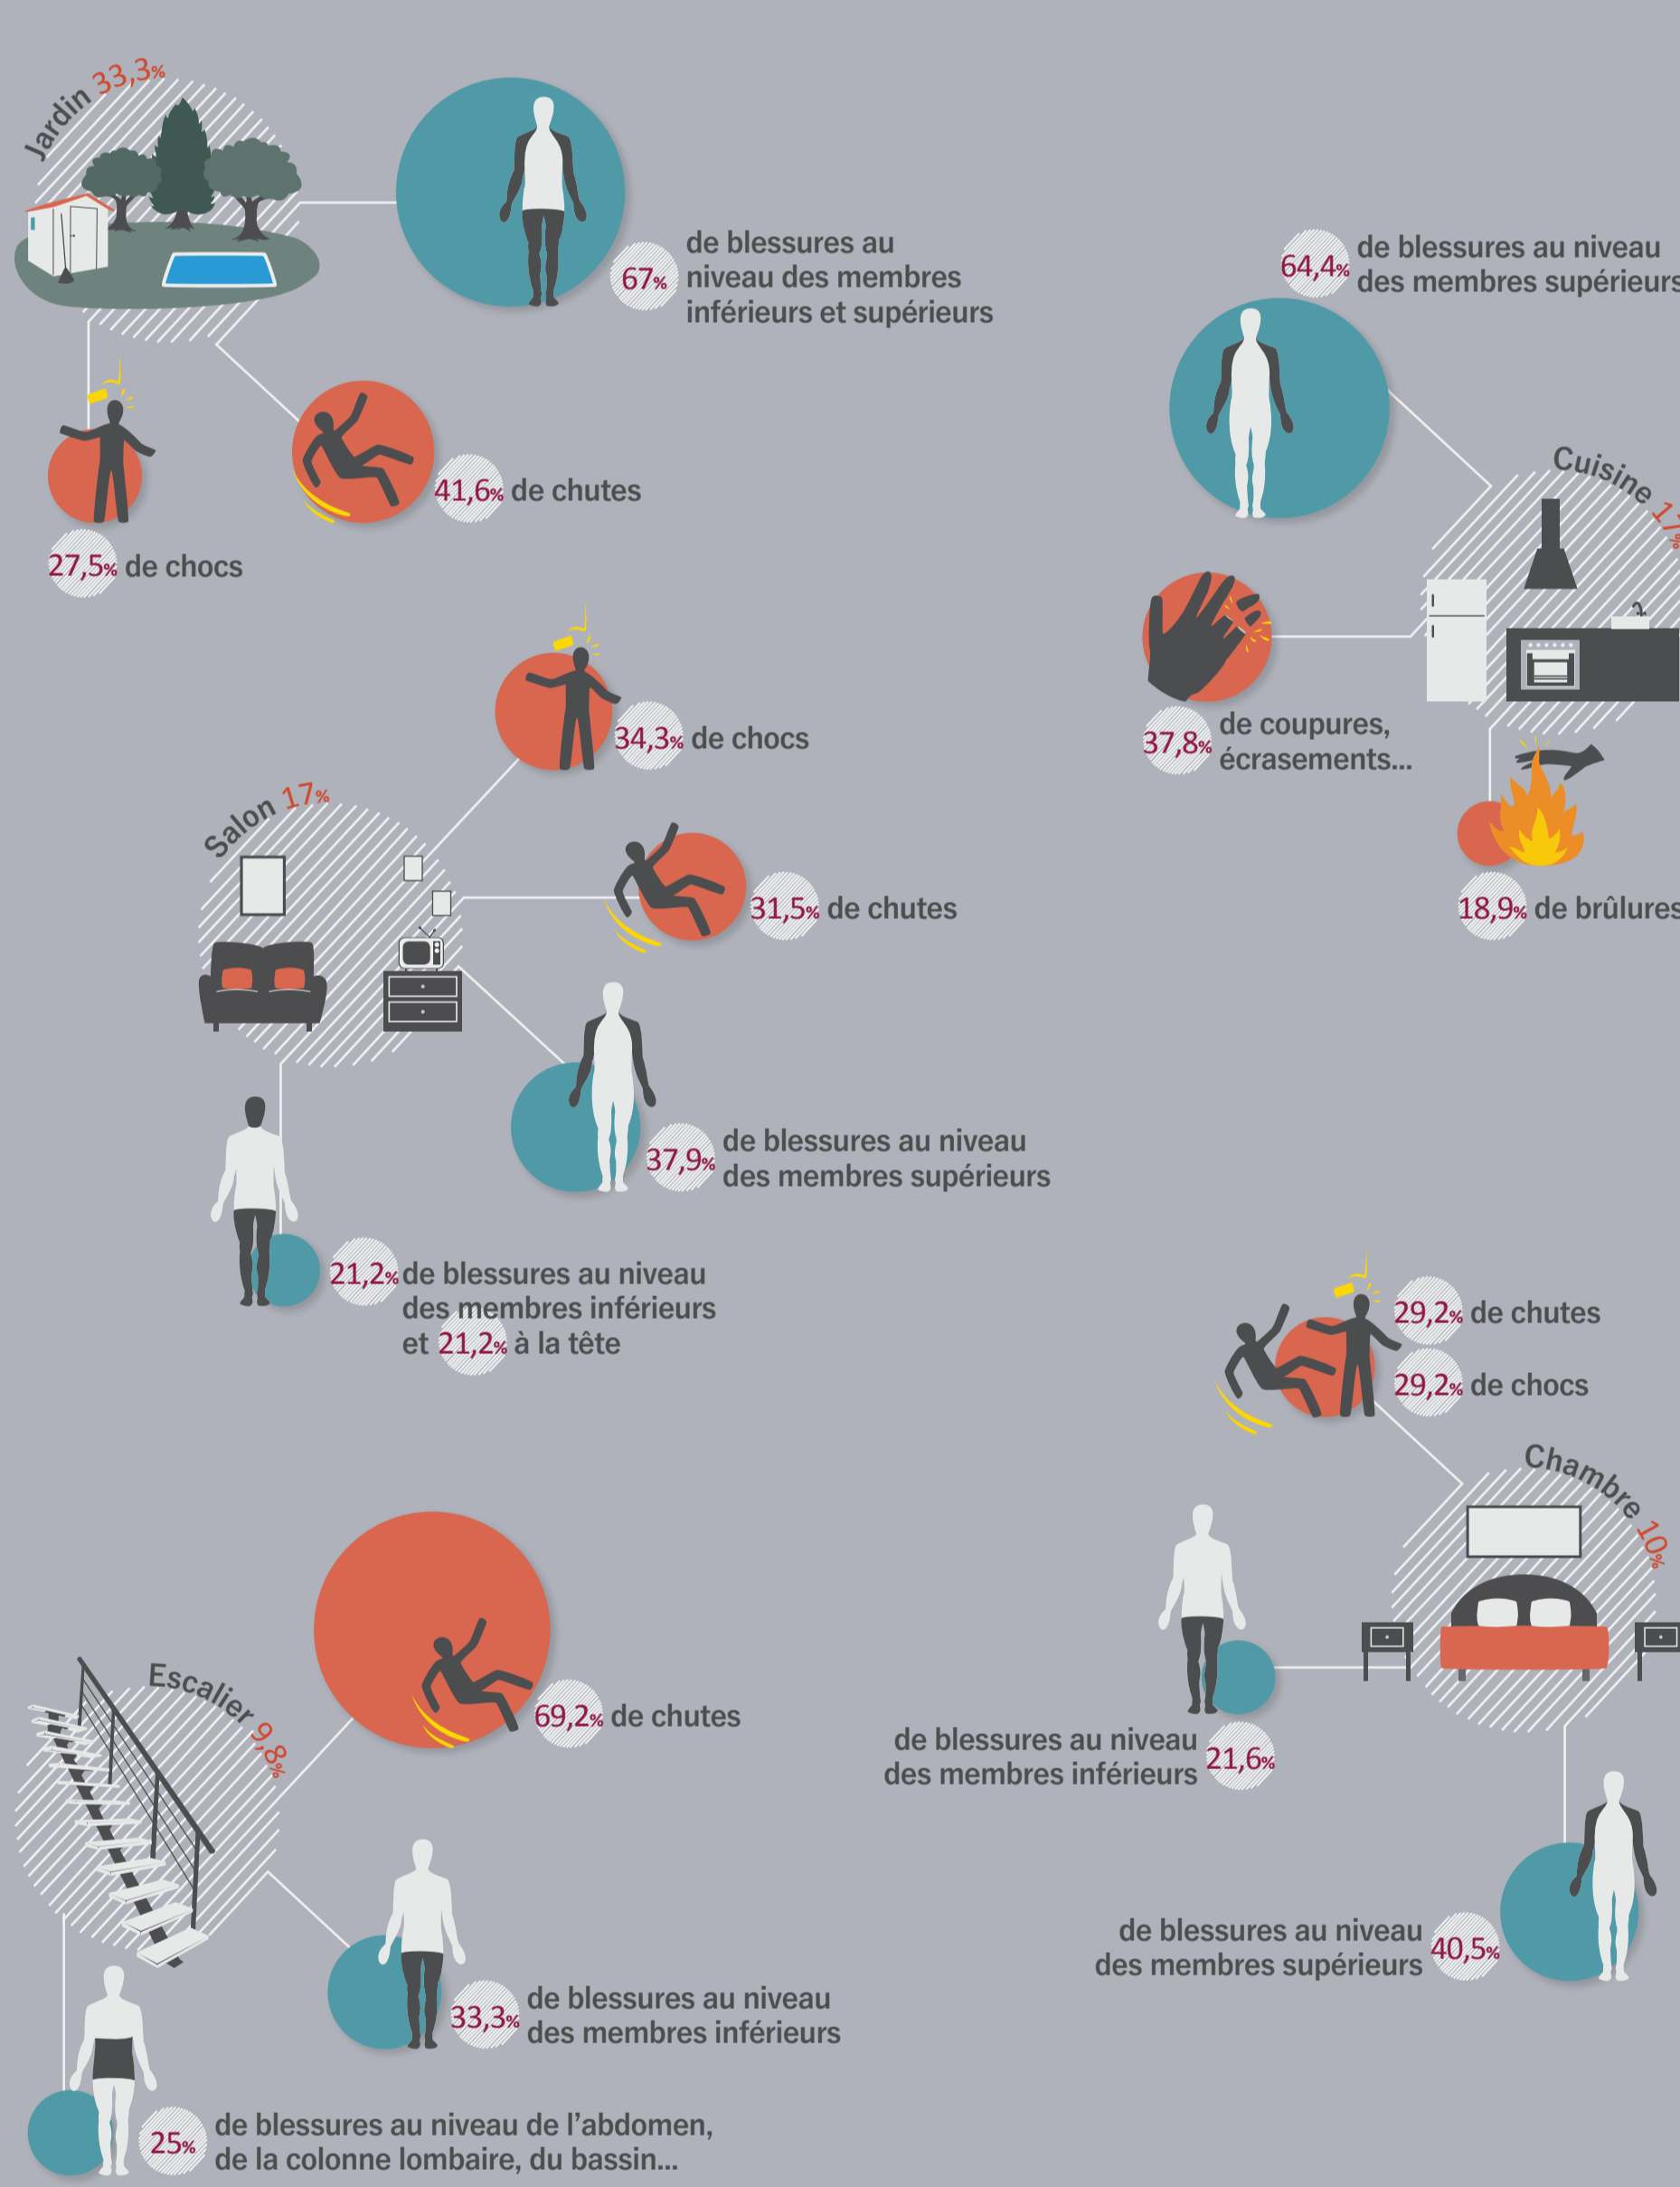 Jardin 33,3%
67%
de blessures au
niveau des membres
inférieurs et supérieurs
41,6% de chutes
27,5% de chocs
64,4%
de blessures au niveau
des membres supérieurs
Cuisine 17%
37,8%
de coupures,
écrasements...
18,9% de brûlures
34,3% de chocs
Salon 17%
31,5% de chutes
37,9%
de blessures au niveau
des membres supérieurs
21,2% de blessures au niveau
des membres inférieurs
et 21,2% à la tête
29,2% de chutes
29,2% de chocs
Chambre 10%
de blessures au niveau
des membres inférieurs
21,6%
de blessures au niveau
des membres supérieurs
40,5%
Escalier 9,8%
69,2% de chutes
33,3%
de blessures au niveau
des membres inférieurs
25%
de blessures au niveau de l’abdomen,
de la colonne lombaire, du bassin...